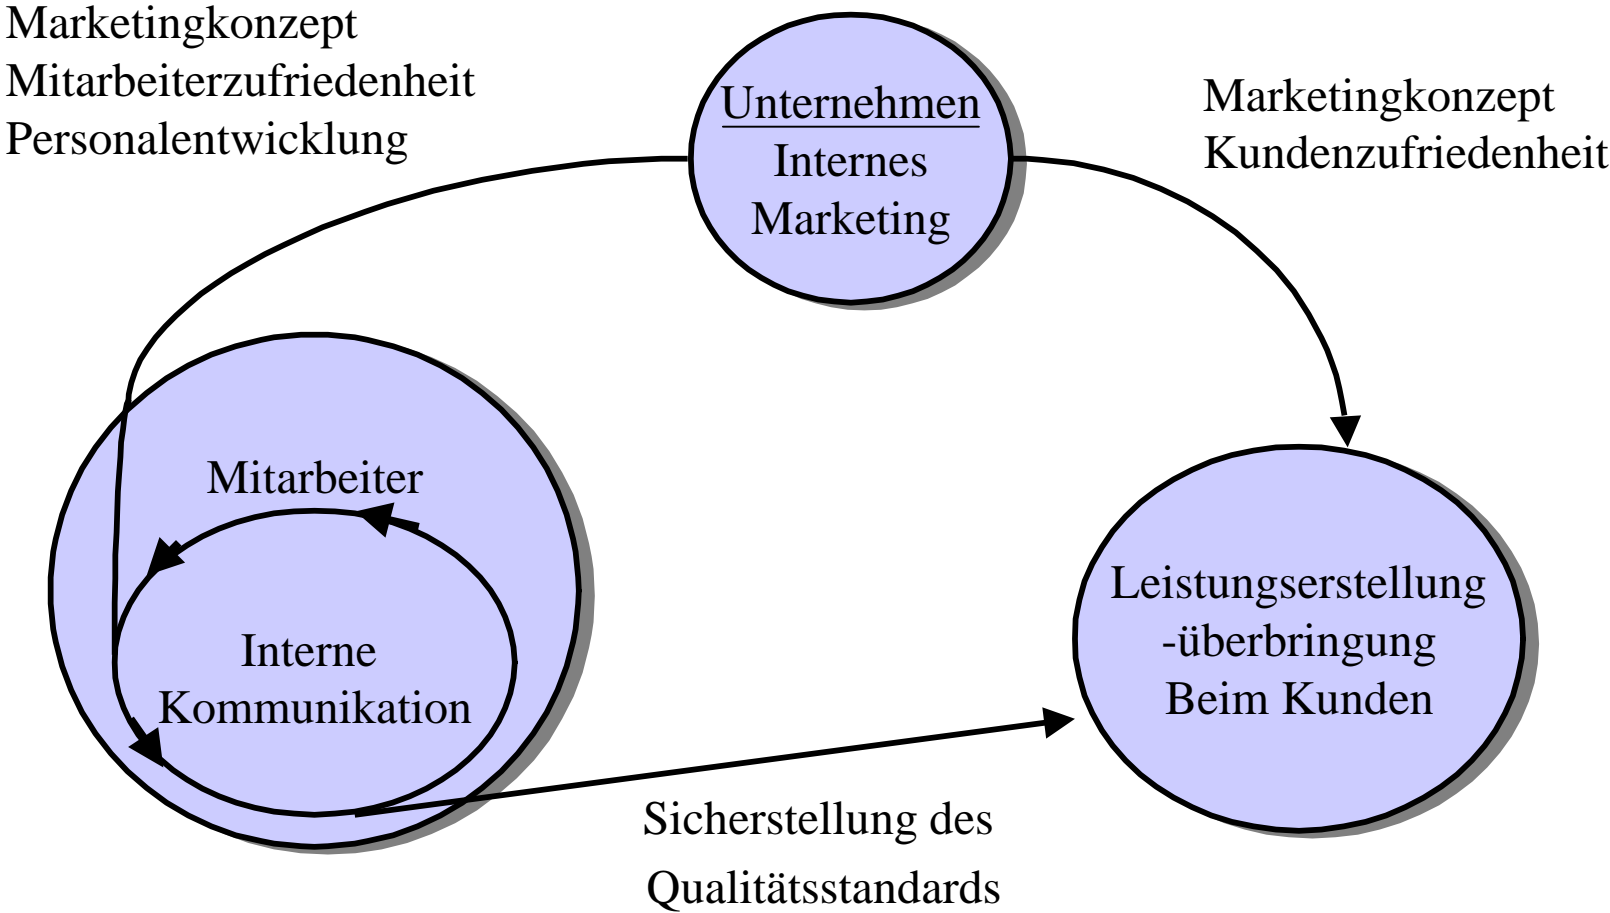 Marketingkonzept
Mitarbeiterzufriedenheit
Personalentwicklung
Unternehmen
Internes
Marketing
Marketingkonzept
Kundenzufriedenheit
Mitarbeiter
Interne
Kommunikation
Leistungserstellung
-überbringung
Beim Kunden
Sicherstellung des
Qualitätsstandards